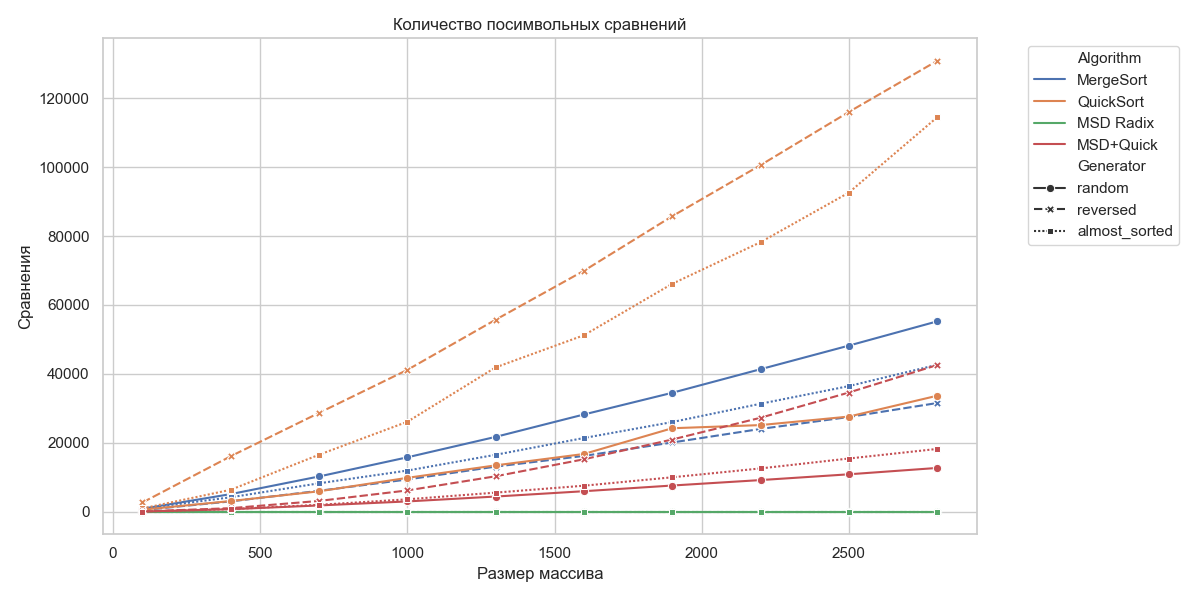 Количество посимвольных сравнений
Сравнения
120000
100000
80000
60000
40000
20000
0
0
500
1000
1500
2000
2500
Размер массива
Algorithm
MergeSort
QuickSort
MSD Radix
MSD+Quick
Generator
random
reversed
almost_sorted